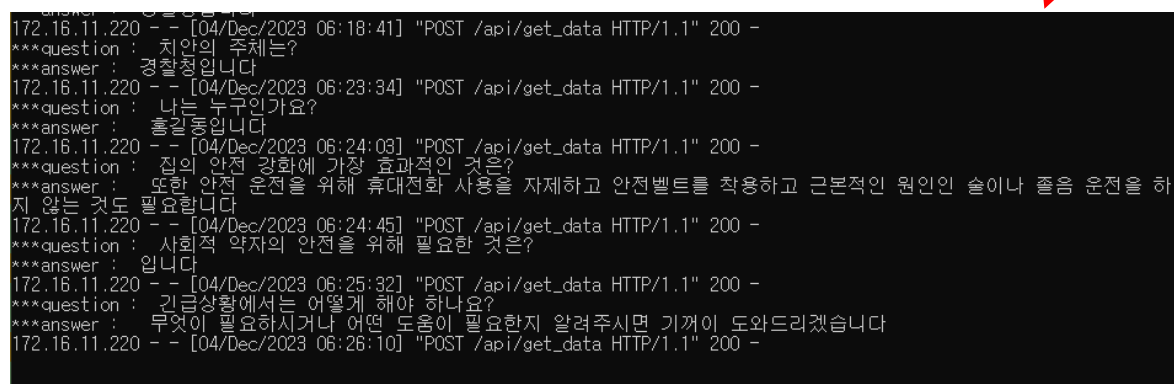 172.16.11.220 - - [04/Dec/2023 06:18:41] "POST /api/get_data HTTP/1.1" 200 -
***question :  치안의 주체는?
***answer :  경찰청입니다
172.16.11.220 - - [04/Dec/2023 06:23:34] "POST /api/get_data HTTP/1.1" 200 -
***question :  나는 누구인가요?
***answer :   홍길동입니다
172.16.11.220 - - [04/Dec/2023 06:24:03] "POST /api/get_data HTTP/1.1" 200 -
***question :  집의 안전 강화에 가장 효과적인 것은?
***answer :   또한 안전 운전을 위해 휴대전화 사용을 자제하고 안전벨트를 착용하고 근본적인 원인인 술이나 졸음 운전을 하
지 않는 것도 필요합니다
172.16.11.220 - - [04/Dec/2023 06:24:45] "POST /api/get_data HTTP/1.1" 200 -
***question :  사회적 약자의 안전을 위해 필요한 것은?
***answer :  입니다
172.16.11.220 - - [04/Dec/2023 06:25:32] "POST /api/get_data HTTP/1.1" 200 -
***question :  긴급상황에서는 어떻게 해야 하나요?
***answer :   무엇이 필요하시거나 어떤 도움이 필요한지 알려주시면 기꺼이 도와드리겠습니다
172.16.11.220 - - [04/Dec/2023 06:26:10] "POST /api/get_data HTTP/1.1" 200 -